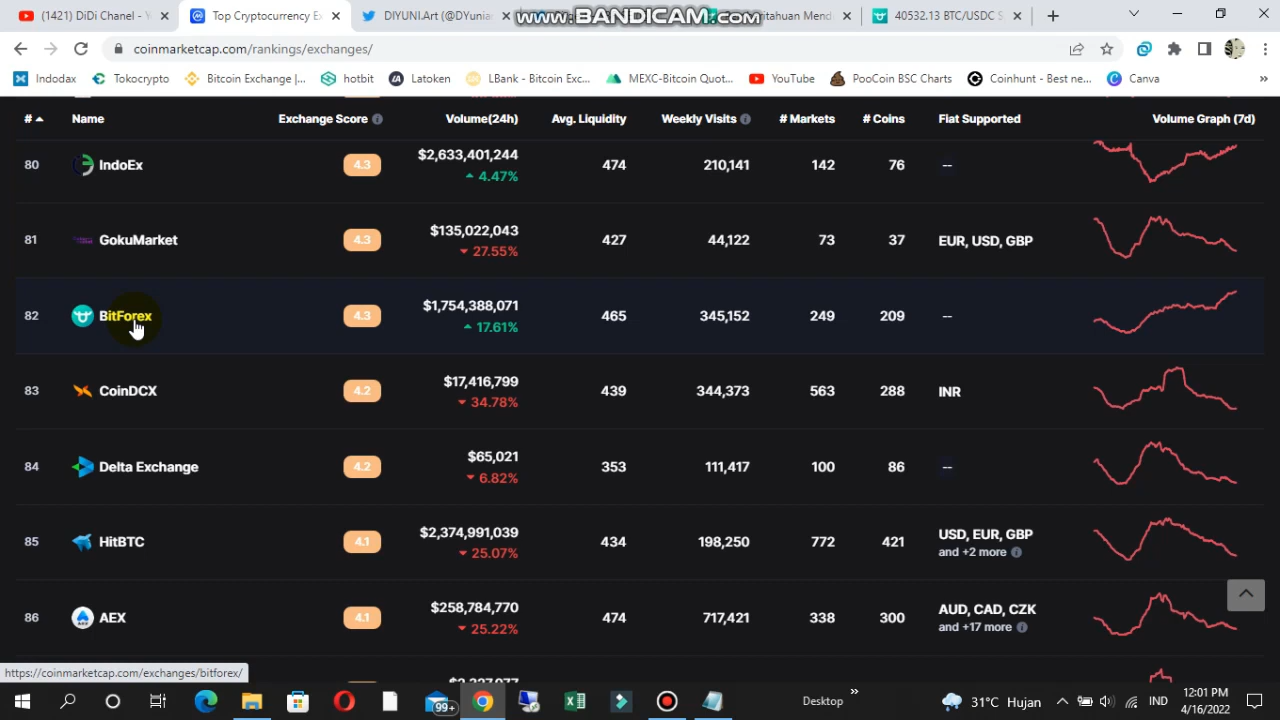 (1421) DiDi Chanel - Y
Top Cryptocurrency Ex
DIYUNI.Art (@DYunia
itahuan Mend
40532.13 BTC/USDC S
www.BANDICAM.com
coinmarketcap.com/rankings/exchanges/
Indodax
Tokocrypto
Bitcoin Exchange |...
hotbit
Latoken
LBank - Bitcoin Exc...
MEXC-Bitcoin Quot...
YouTube
PooCoin BSC Charts
Coinhunt - Best ne...
Canva
»
# Name Exchange Score Volume(24h) Avg. Liquidity Weekly Visits # Markets # Coins Fiat Supported Volume Graph (7d)
80 IndoEx 4.3 $2,633,401,244 474 210,141 142 76 --
4.47%
81 GokuMarket 4.3 $135,022,043 427 44,122 73 37 EUR, USD, GBP
27.55%
82 BitForex 4.3 $1,754,388,071 465 345,152 249 209 --
17.61%
83 CoinDCX 4.2 $17,416,799 439 344,373 563 288 INR
34.78%
84 Delta Exchange 4.2 $65,021 353 111,417 100 86 --
6.82%
85 HitBTC 4.1 $2,374,991,039 434 198,250 772 421 USD, EUR, GBP
25.07% and +2 more
86 AEX 4.1 $258,784,770 474 717,421 338 300 AUD, CAD, CZK
25.22% and +17 more
https://coinmarketcap.com/exchanges/bitforex/
99+
Desktop
»
31°C Hujan
IND
12:01 PM
4/16/2022